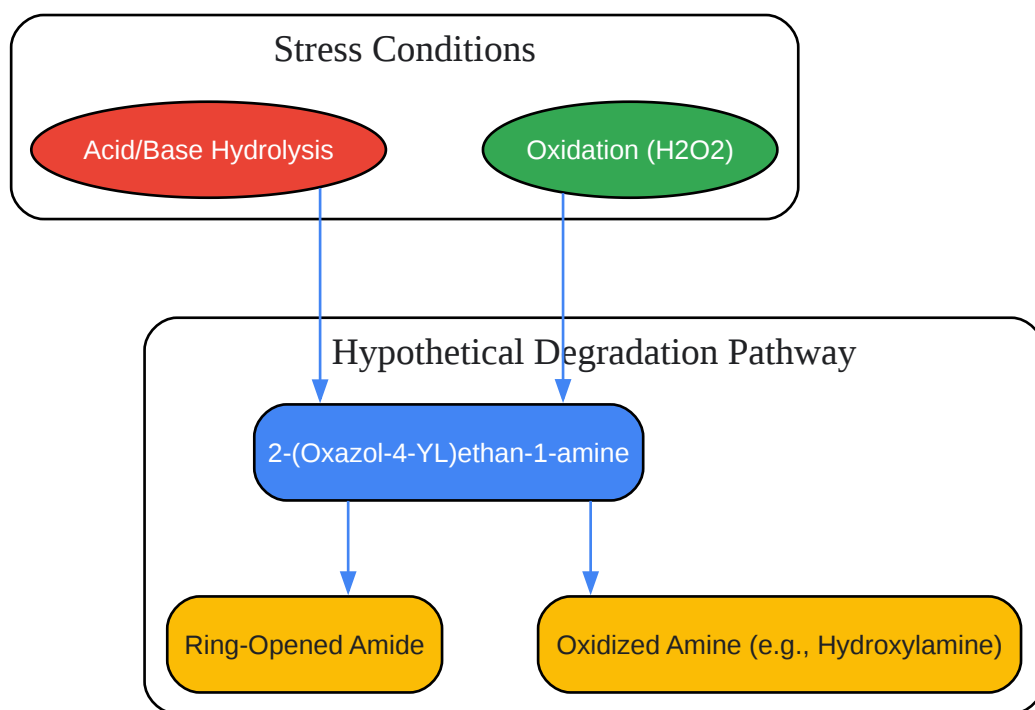 Stress Conditions
Acid/Base Hydrolysis
Oxidation (H2O2)
Hypothetical Degradation Pathway
2-(Oxazol-4-YL)ethan-1-amine
Ring-Opened Amide
Oxidized Amine (e.g., Hydroxylamine)